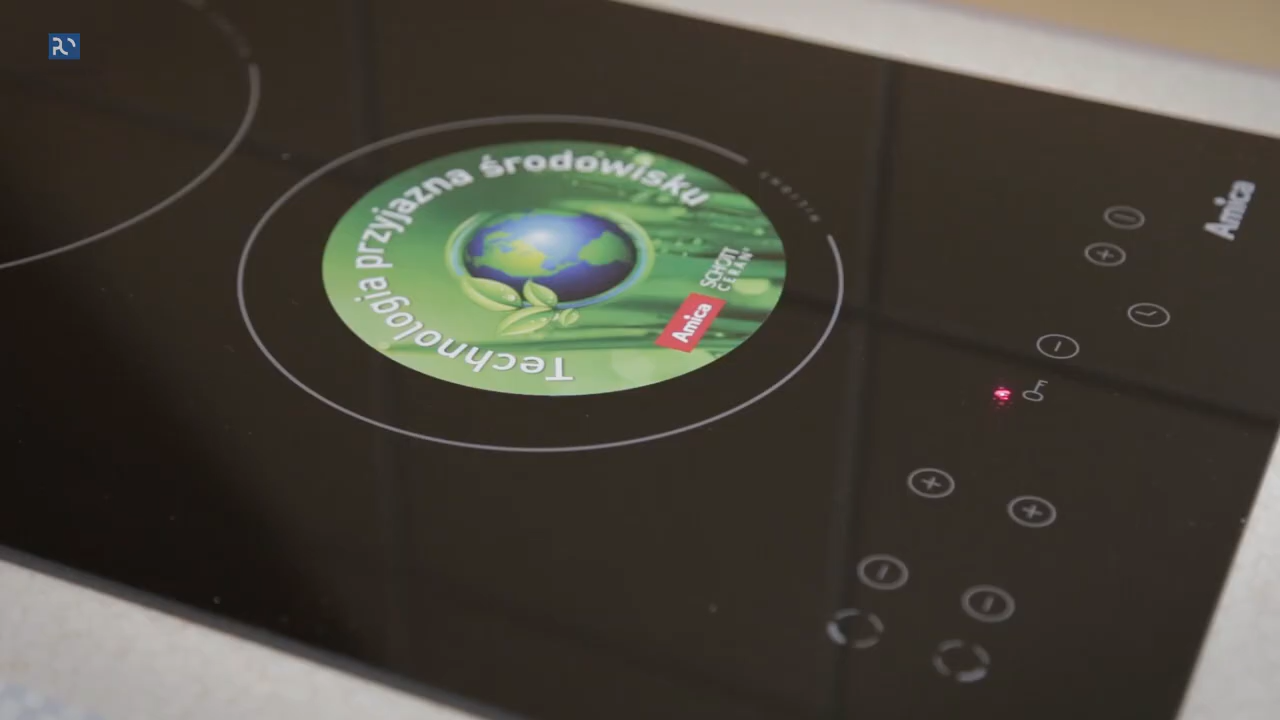 Technologia przyjazna środowisku
Amica
SCHOTT
CERAN®
Amica